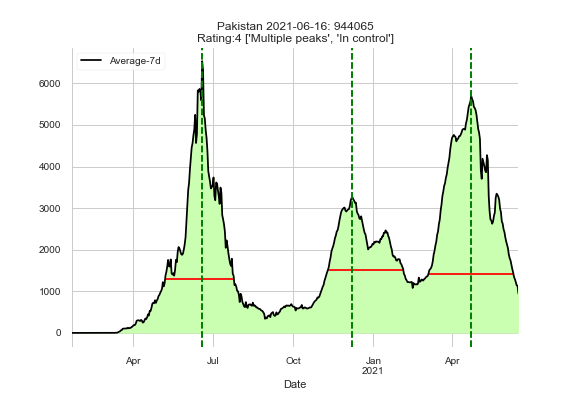 Pakistan 2021-06-16: 944065
Rating:4 ['Multiple peaks', 'In control']
Average-7d
6000
5000
4000
3000
2000
1000
0
Apr
Jul
Oct
Jan
2021
Apr
Date